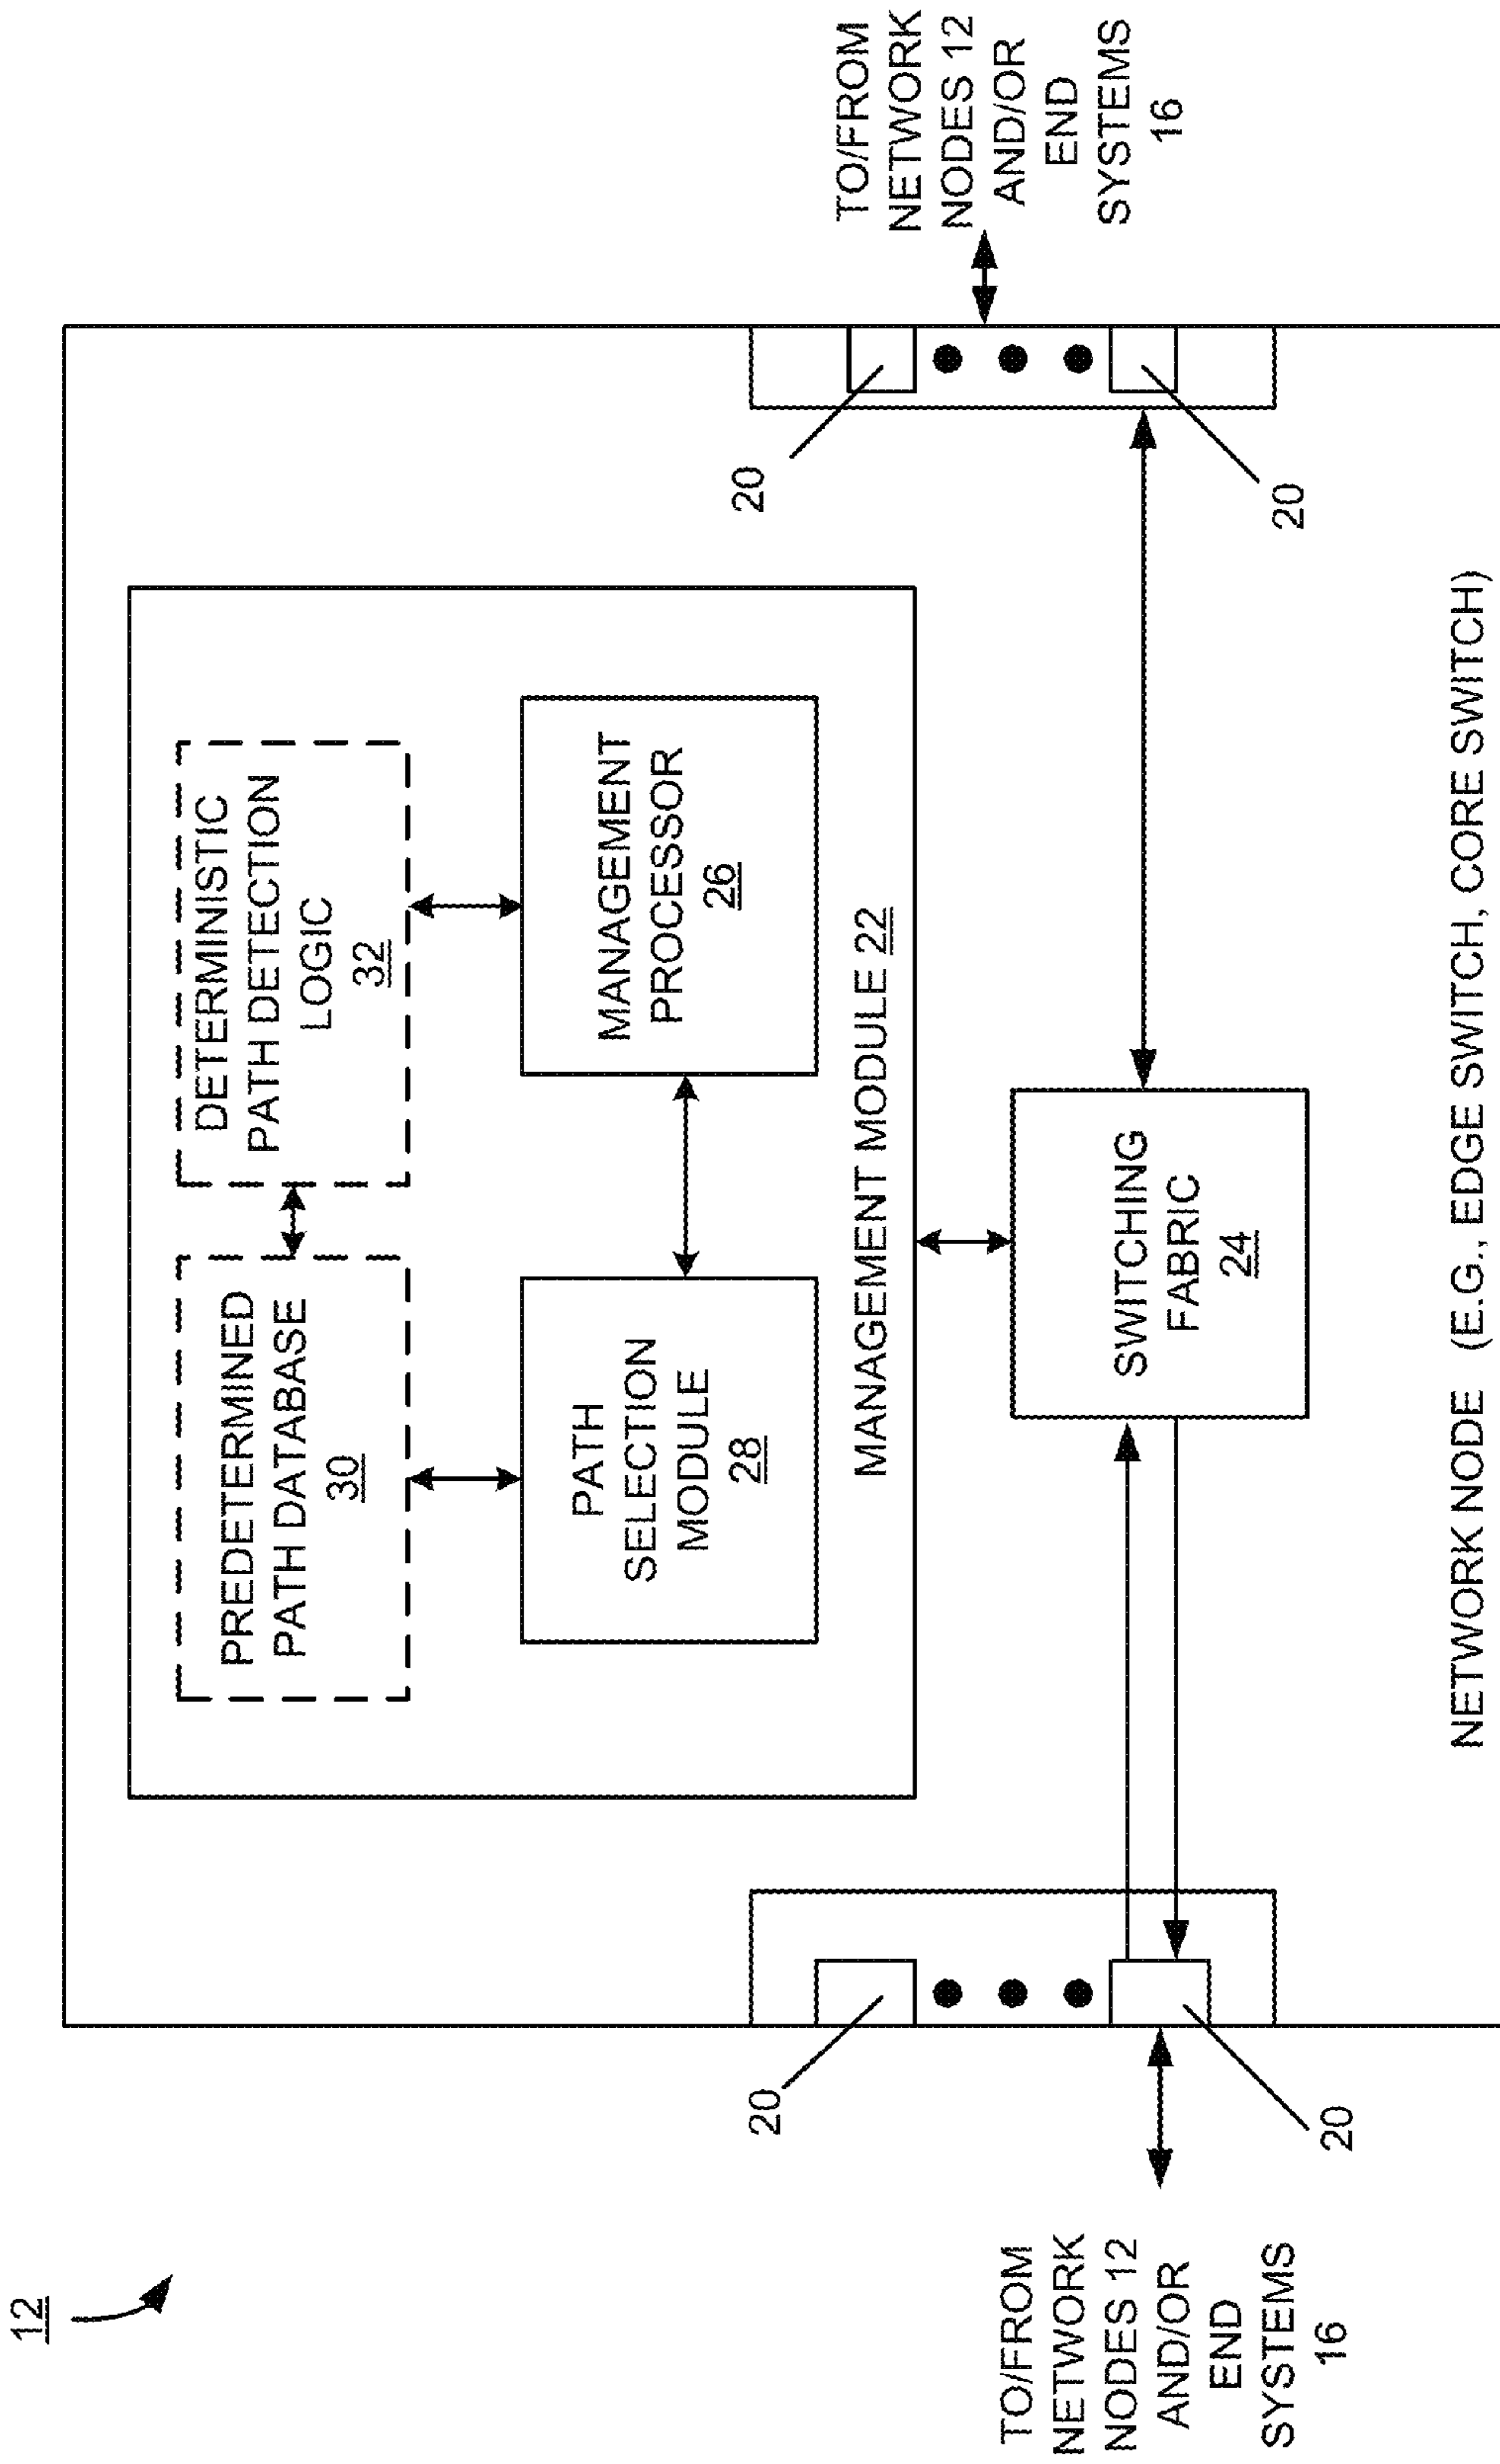 12
PREDETERMINED
PATH DATABASE
30
DETERMINISTIC
PATH DETECTION
LOGIC
32
PATH
SELECTION
MODULE
28
MANAGEMENT
PROCESSOR
26
MANAGEMENT MODULE 22
20
20
20
20
SWITCHING
FABRIC
24
TO/FROM
NETWORK
NODES 12
AND/OR
END
SYSTEMS
16
TO/FROM
NETWORK
NODES 12
AND/OR
END
SYSTEMS
16
NETWORK NODE (E.G., EDGE SWITCH, CORE SWITCH)